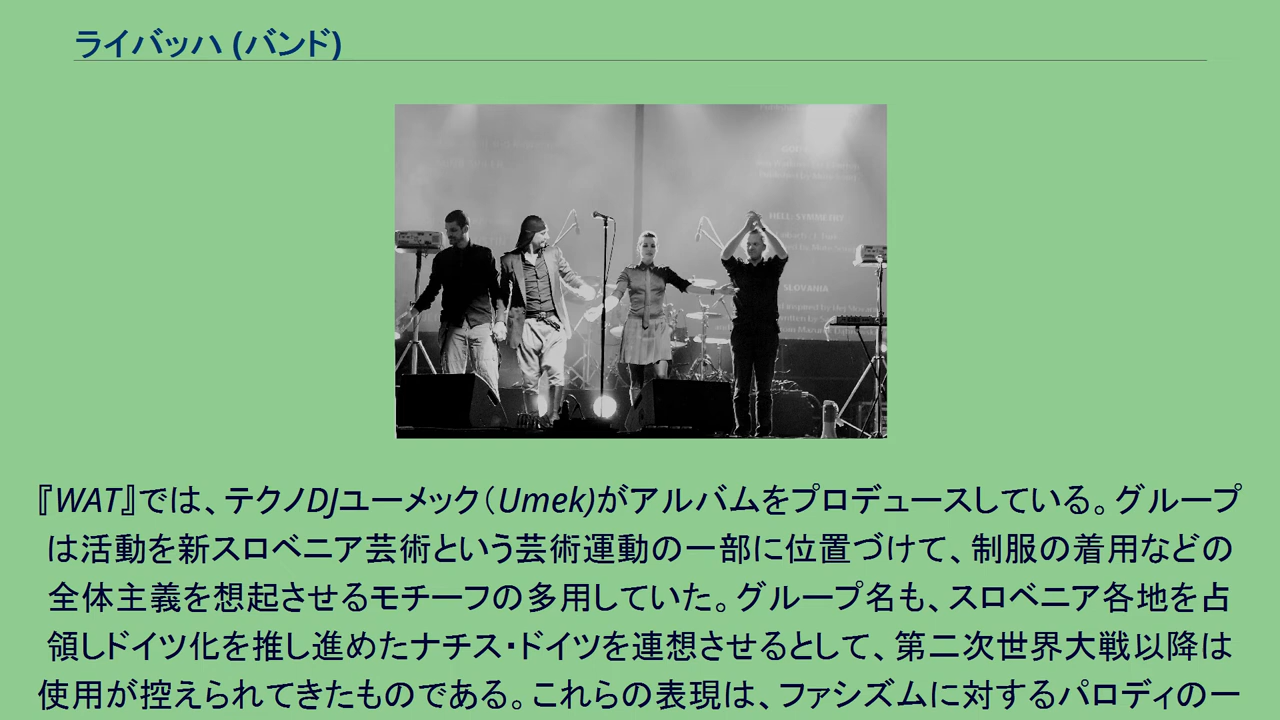 ライバッハ (バンド)
HEEL: SYMMETRY
SLOVANIA
『WAT』では、テクノDJユーメック（Umek)がアルバムをプロデュースしている。グループ
は活動を新スロベニア芸術という芸術運動の一部に位置づけて、制服の着用などの
全体主義を想起させるモチーフの多用していた。グループ名も、スロベニア各地を占
領しドイツ化を推し進めたナチス・ドイツを連想させるとして、第二次世界大戦以降は
使用が控えられてきたものである。これらの表現は、ファシズムに対するパロディの一